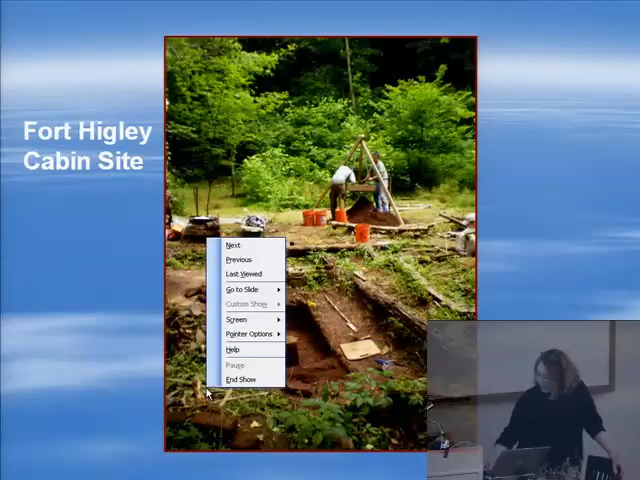 Fort Higley
Cabin Site
Next
Previous
Last Viewed
Go to Slide
Custom Show
Screen
Pointer Options
Help
Pause
End Show